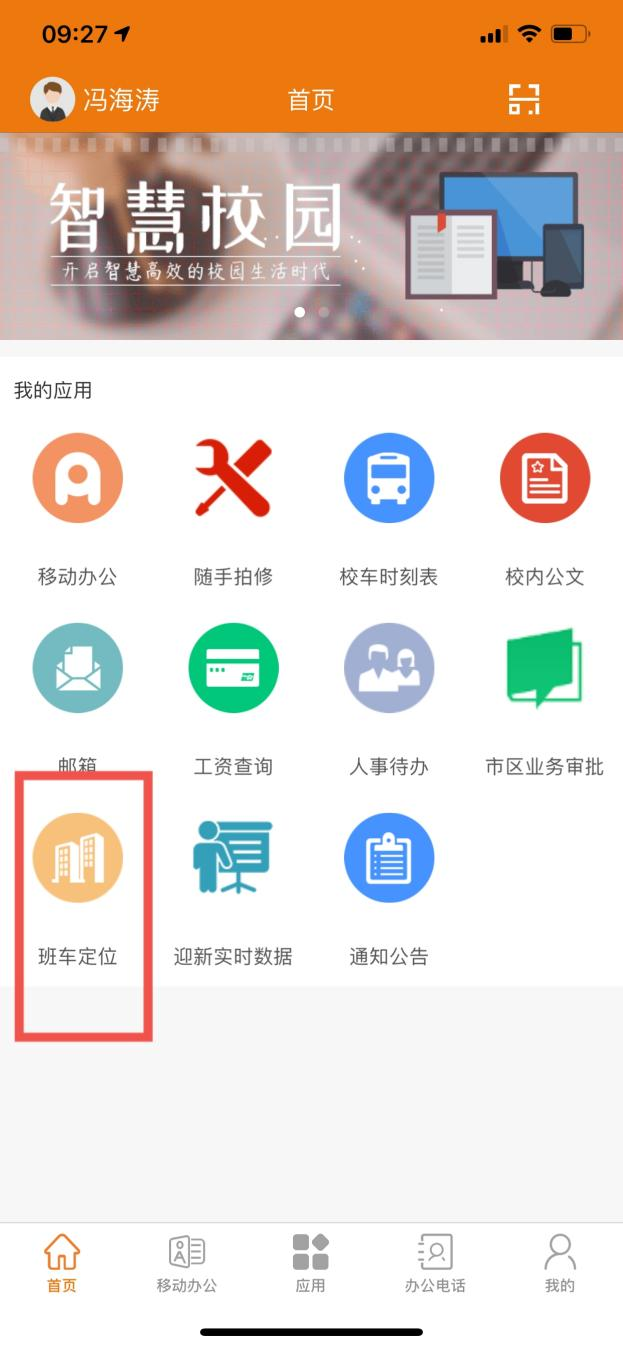 09:27
冯海涛
首页
智慧校园
开启智慧高效的校园生活时代
我的应用
移动办公 随手拍修 校车时刻表 校内公文
邮箱 工资查询 人事待办 市区业务审批
班车定位 迎新实时数据 通知公告
首页 移动办公 应用 办公电话 我的